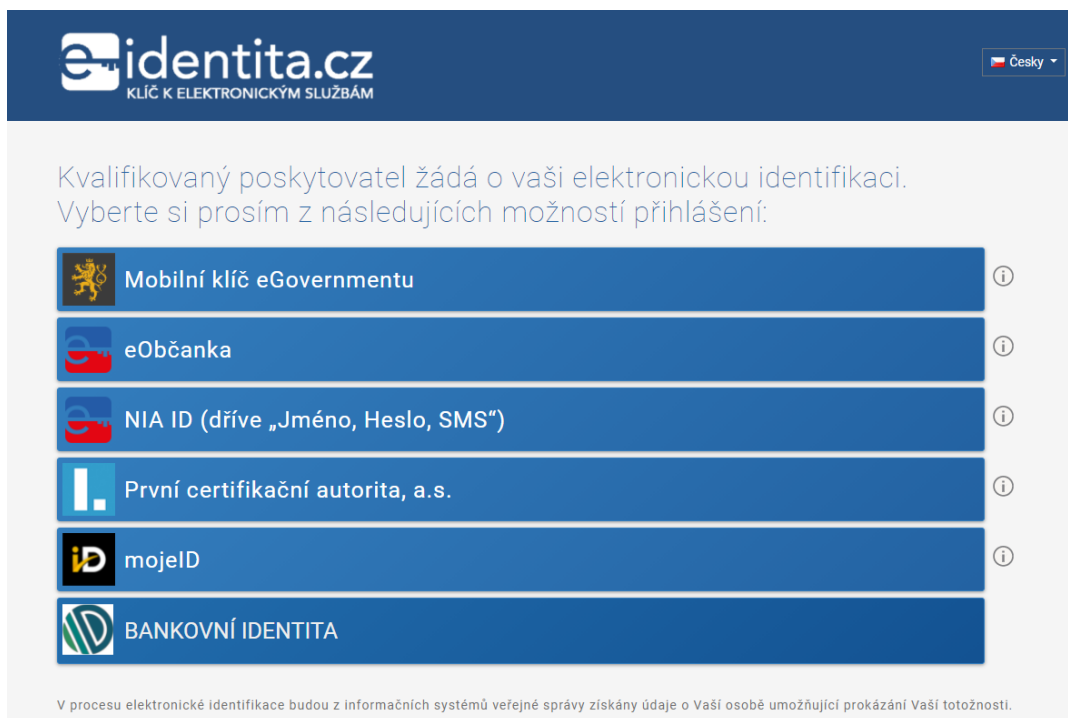 e-identita.cz
KLÍČ K ELEKTRONICKÝM SLUŽBÁM
Česky
Kvalifikovaný poskytovatel žádá o vaši elektronickou identifikaci.
Vyberte si prosím z následujících možností přihlášení:
Mobilní klíč eGovernmentu
eObčanka
NIA ID (dříve „Jméno, Heslo, SMS“)
První certifikační autorita, a.s.
iD mojeID
BANKOVNÍ IDENTITA
V procesu elektronické identifikace budou z informačních systémů veřejné správy získány údaje o Vaší osobě umožňující prokázání Vaší totožnosti.